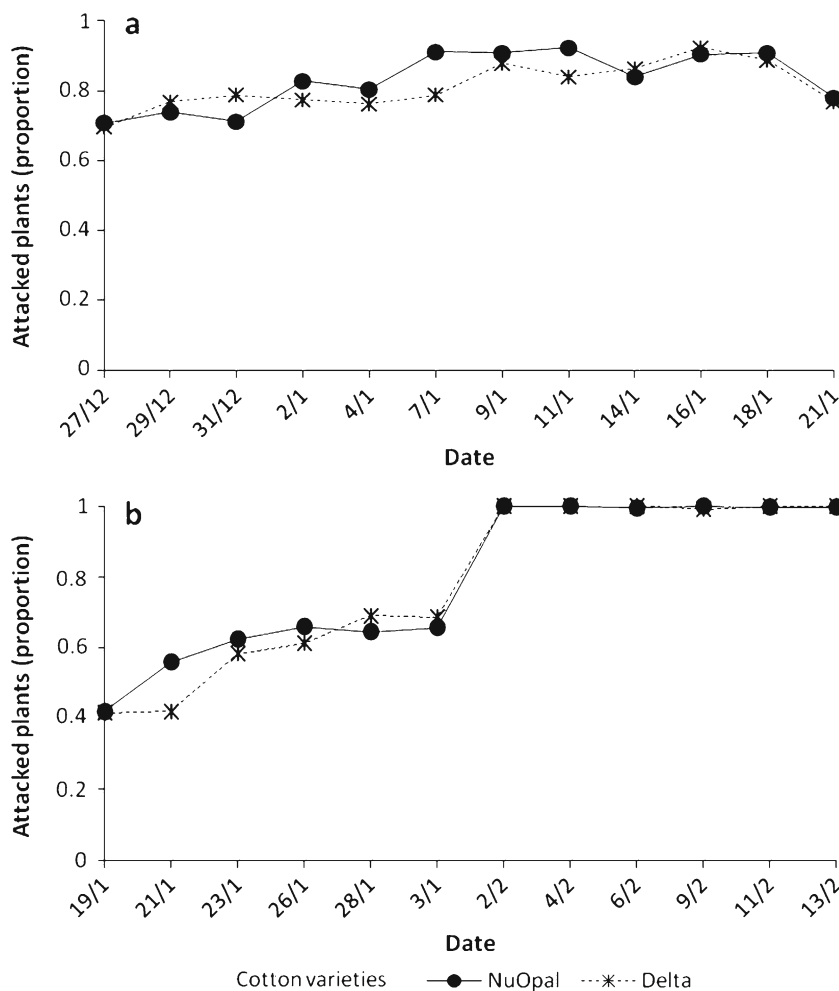 a
Attacked plants (proportion)
1
0.8
0.6
0.4
0.2
0
27/12 29/12 31/12 2/1 4/1 7/1 9/1 11/1 14/1 16/1 18/1 21/1
Date
b
Attacked plants (proportion)
1
0.8
0.6
0.4
0.2
0
19/1 21/1 23/1 26/1 28/1 3/1 2/2 4/2 6/2 9/2 11/2 13/2
Date
Cotton varieties NuOpal Delta